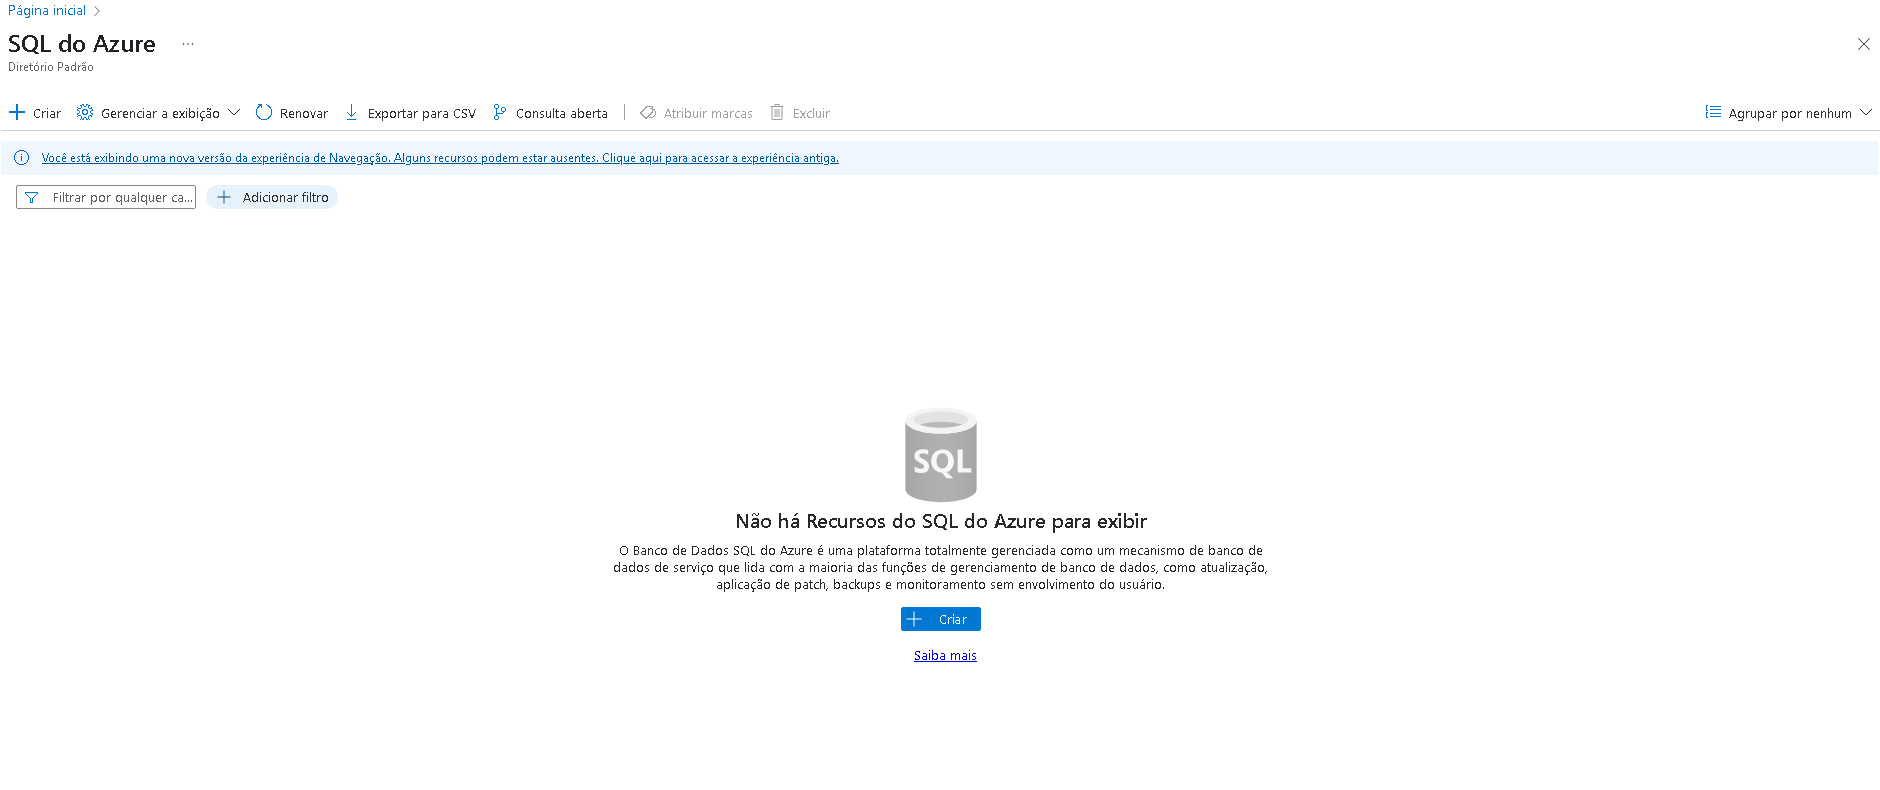 Página inicial
SQL do Azure
Diretório Padrão
Criar Gerenciar a exibição Renovar Exportar para CSV Consulta aberta Atribuir marcas Excluir Agrupar por nenhum
Você está exibindo uma nova versão da experiência de Navegação. Alguns recursos podem estar ausentes. Clique aqui para acessar a experiência antiga.
Filtrar por qualquer ca... Adicionar filtro
SQL
Não há Recursos do SQL do Azure para exibir
O Banco de Dados SQL do Azure é uma plataforma totalmente gerenciada como um mecanismo de banco de
dados de serviço que lida com a maioria das funções de gerenciamento de banco de dados, como atualização,
aplicação de patch, backups e monitoramento sem envolvimento do usuário.
Criar
Saiba mais